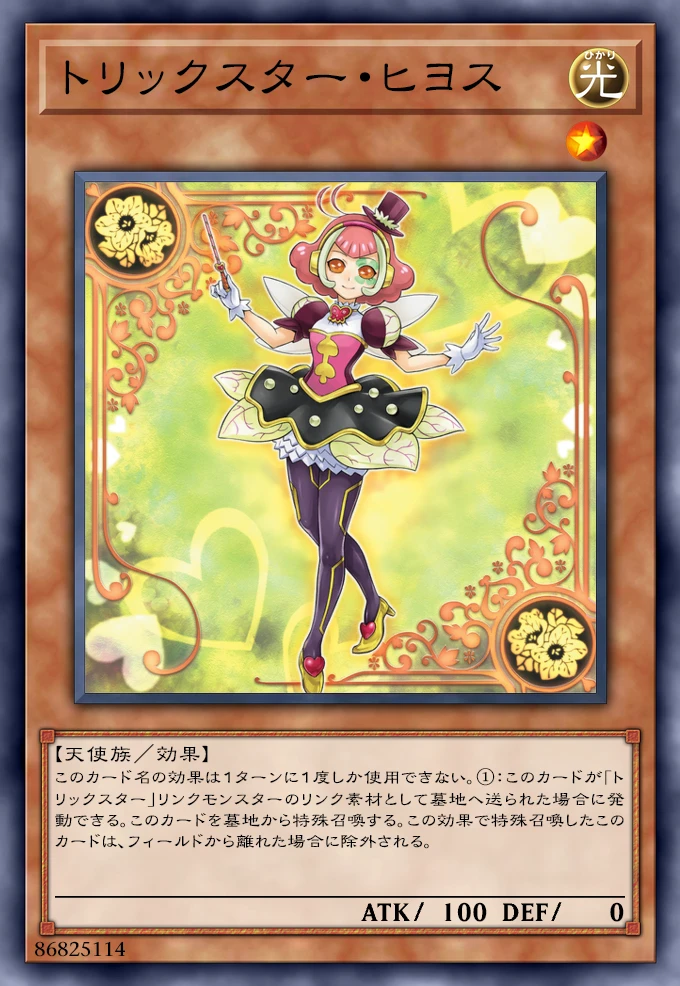 トリックスター・ヒヨス
ひかり
光
【天使族／効果】
このカード名の効果は1ターンに1度しか使用できない。①：このカードが「ト
リックスター」リンクモンスターのリンク素材として墓地へ送られた場合に発
動できる。このカードを墓地から特殊召喚する。この効果で特殊召喚したこの
カードは、フィールドから離れた場合に除外される。
ATK/ 100 DEF/ 0
86825114